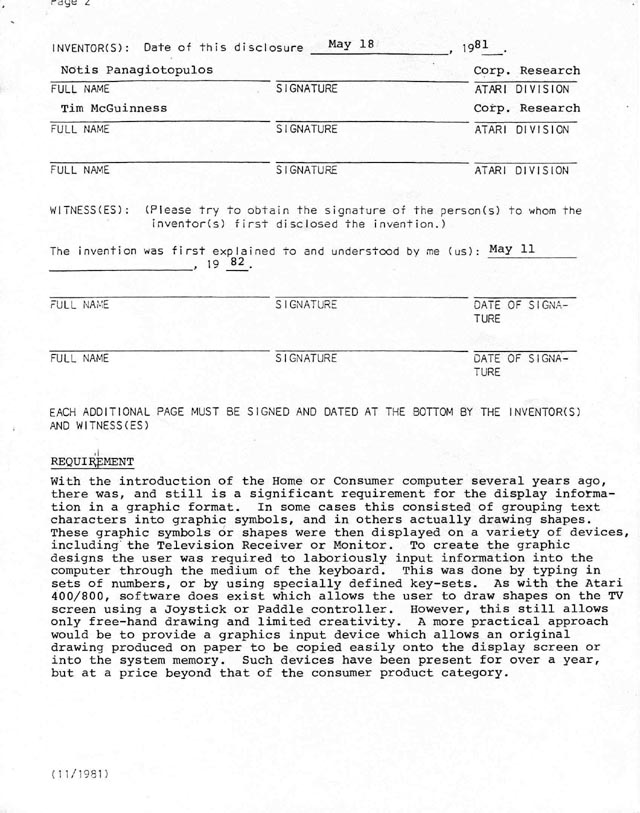 Page 2
INVENTOR(S): Date of this disclosure May 18, 1981.
Notis Panagiotopulos Corp. Research
FULL NAME SIGNATURE ATARI DIVISION
Tim McGuinness Corp. Research
FULL NAME SIGNATURE ATARI DIVISION
FULL NAME SIGNATURE ATARI DIVISION
WITNESS(ES): (Please try to obtain the signature of the person(s) to whom the
inventor(s) first disclosed the invention.)
The invention was first explained to and understood by me (us): May 11
, 19 82.
FULL NAME SIGNATURE DATE OF SIGNA-
TURE
FULL NAME SIGNATURE DATE OF SIGNA-
TURE
EACH ADDITIONAL PAGE MUST BE SIGNED AND DATED AT THE BOTTOM BY THE INVENTOR(S)
AND WITNESS(ES)
REQUIREMENT
With the introduction of the Home or Consumer computer several years ago,
there was, and still is a significant requirement for the display informa-
tion in a graphic format. In some cases this consisted of grouping text
characters into graphic symbols, and in others actually drawing shapes.
These graphic symbols or shapes were then displayed on a variety of devices,
including the Television Receiver or Monitor. To create the graphic
designs the user was required to laboriously input information into the
computer through the medium of the keyboard. This was done by typing in
sets of numbers, or by using specially defined key-sets. As with the Atari
400/800, software does exist which allows the user to draw shapes on the TV
screen using a Joystick or Paddle controller. However, this still allows
only free-hand drawing and limited creativity. A more practical approach
would be to provide a graphics input device which allows an original
drawing produced on paper to be copied easily onto the display screen or
into the system memory. Such devices have been present for over a year,
but at a price beyond that of the consumer product category.
(11/1981)